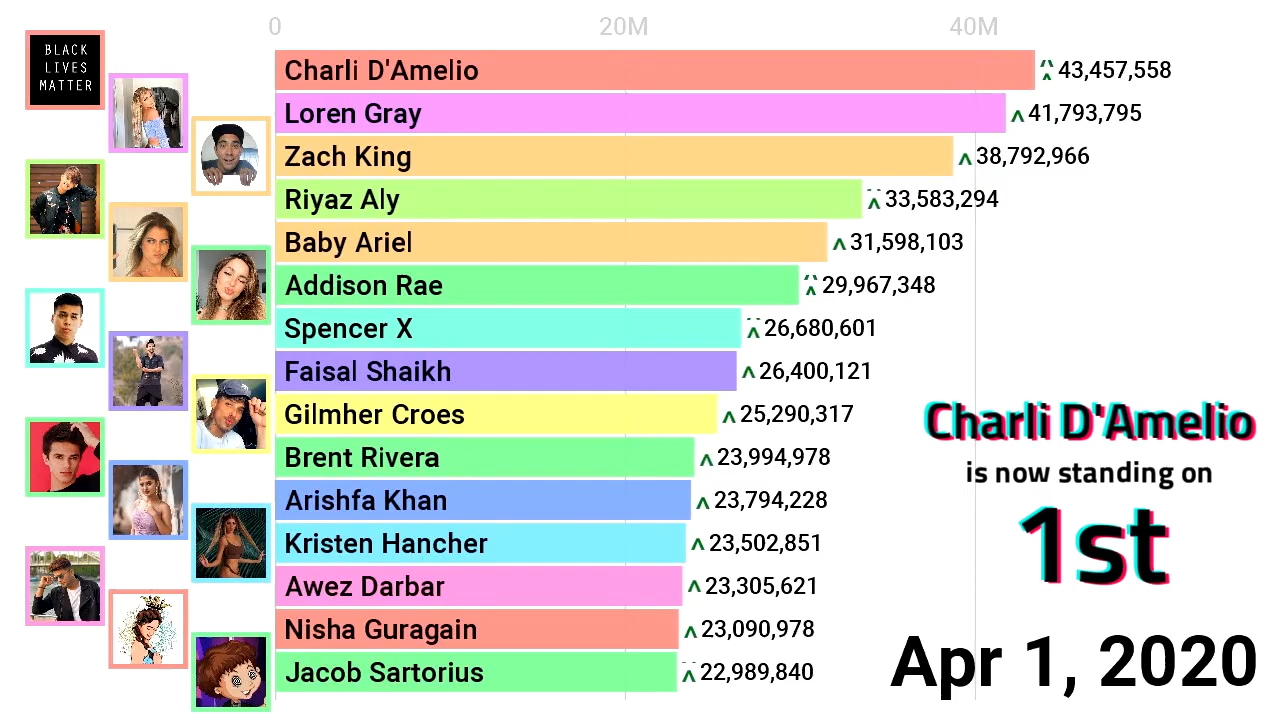 0 20M 40M
BLACK
LIVES
MATTER
Charli D'Amelio 43,457,558
Loren Gray 41,793,795
Zach King 38,792,966
Riyaz Aly 33,583,294
Baby Ariel 31,598,103
Addison Rae 29,967,348
Spencer X 26,680,601
Faisal Shaikh 26,400,121
Gilmher Croes 25,290,317
Brent Rivera 23,994,978
Arishfa Khan 23,794,228
Kristen Hancher 23,502,851
Awez Darbar 23,305,621
Nisha Guragain 23,090,978
Jacob Sartorius 22,989,840
Charli D'Amelio
is now standing on
1st
Apr 1, 2020